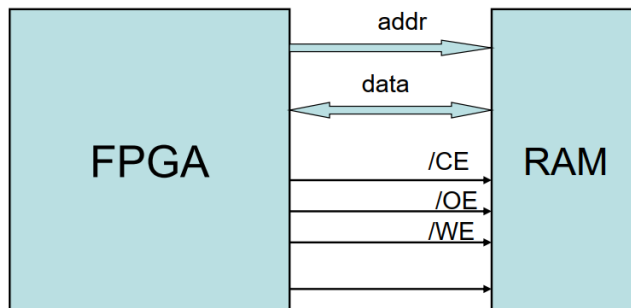 addr
data
FPGA
/CE
RAM
/OE
/WE